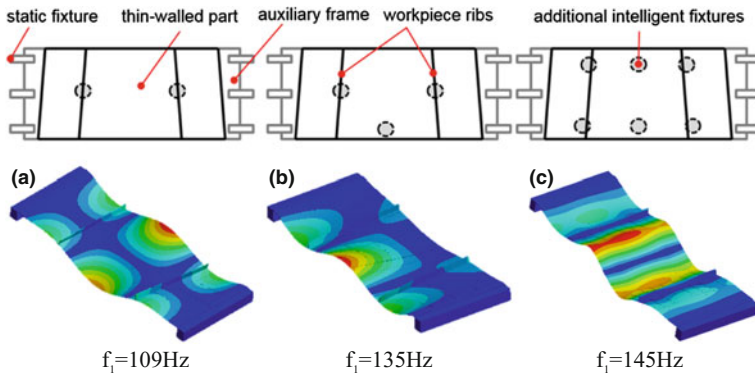 static fixture
thin-walled part
auxiliary frame
workpiece ribs
additional intelligent fixtures
(a)
(b)
(c)
f₁=109Hz
f₁=135Hz
f₁=145Hz